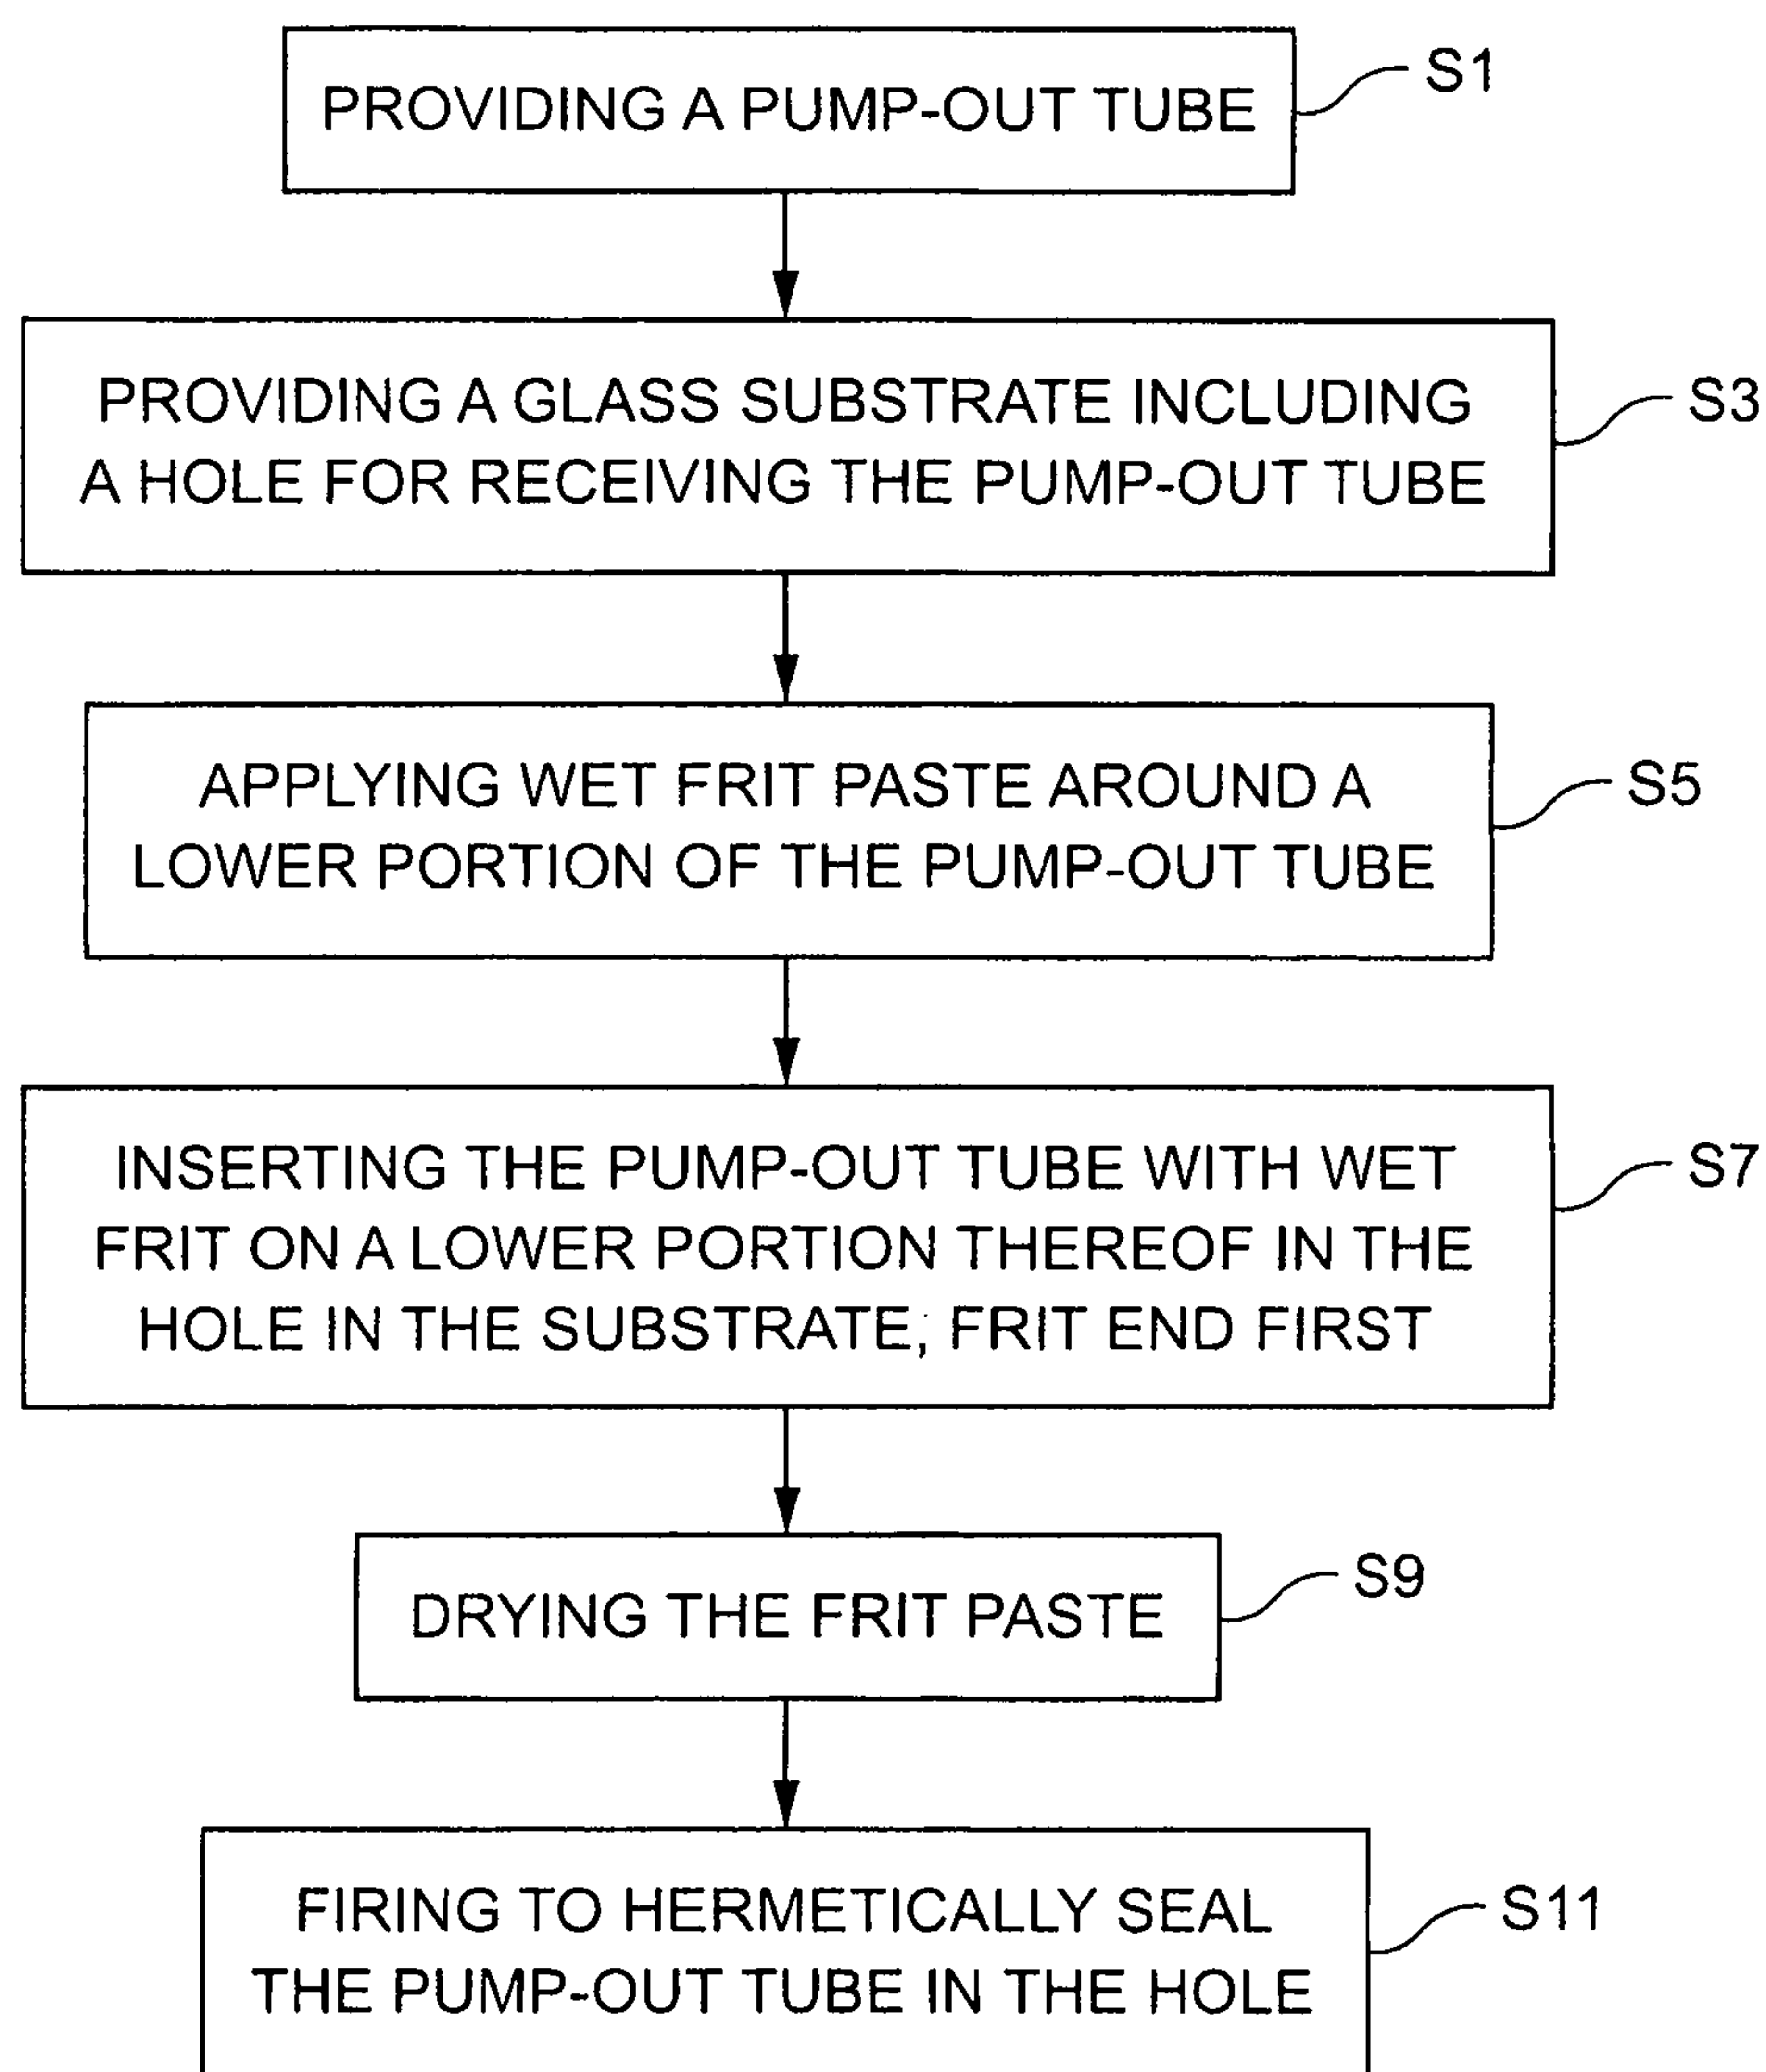 PROVIDING A PUMP-OUT TUBE
S1
PROVIDING A GLASS SUBSTRATE INCLUDING
A HOLE FOR RECEIVING THE PUMP-OUT TUBE
S3
APPLYING WET FRIT PASTE AROUND A
LOWER PORTION OF THE PUMP-OUT TUBE
S5
INSERTING THE PUMP-OUT TUBE WITH WET
FRIT ON A LOWER PORTION THEREOF IN THE
HOLE IN THE SUBSTRATE, FRIT END FIRST
S7
DRYING THE FRIT PASTE
S9
FIRING TO HERMETICALLY SEAL
THE PUMP-OUT TUBE IN THE HOLE
S11